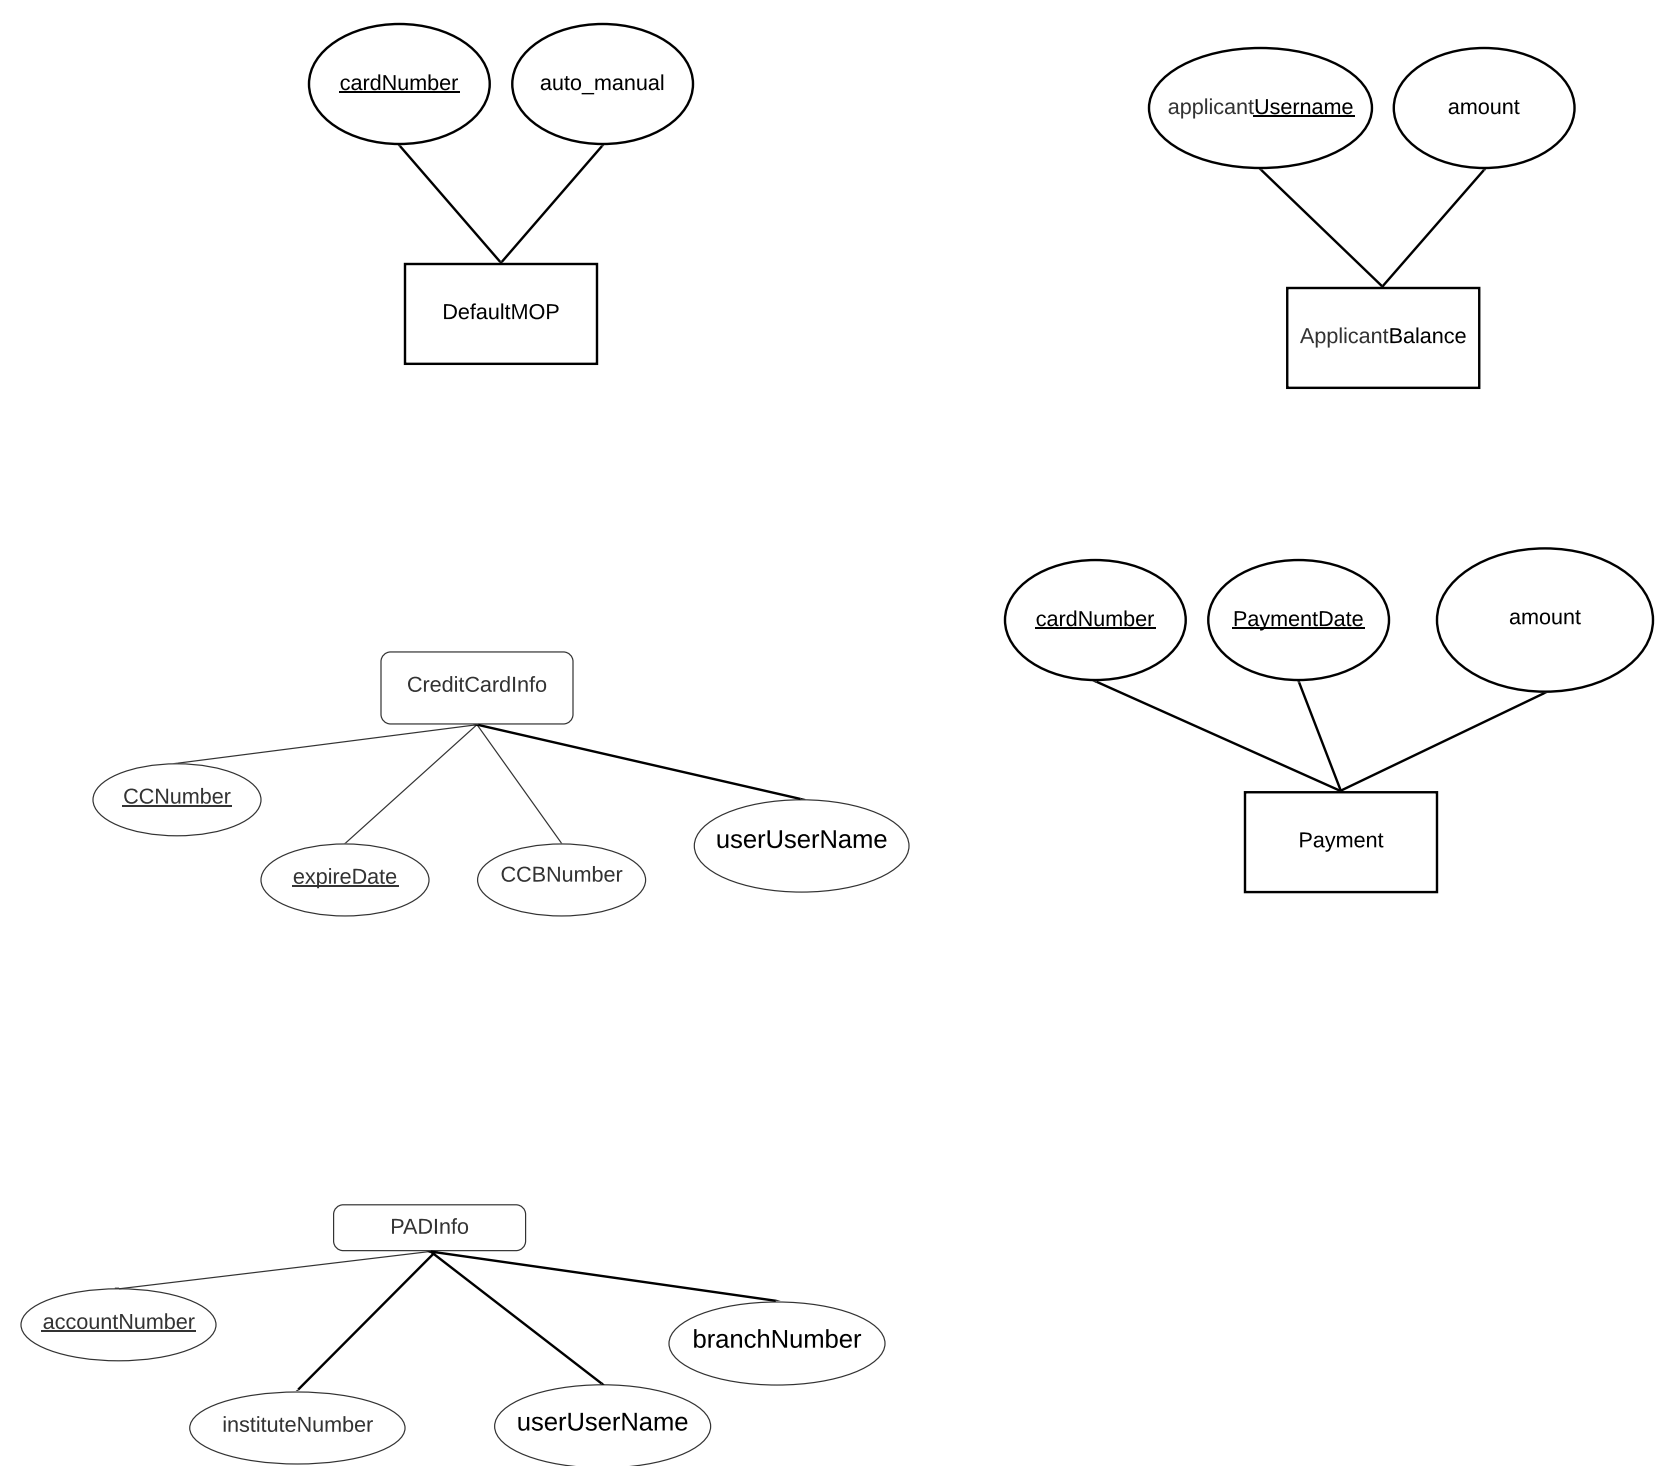 cardNumber
auto_manual
DefaultMOP
applicantUsername
amount
ApplicantBalance
CreditCardInfo
CCNumber
expireDate
CCBNumber
userUserName
cardNumber
PaymentDate
amount
Payment
PADInfo
accountNumber
instituteNumber
userUserName
branchNumber